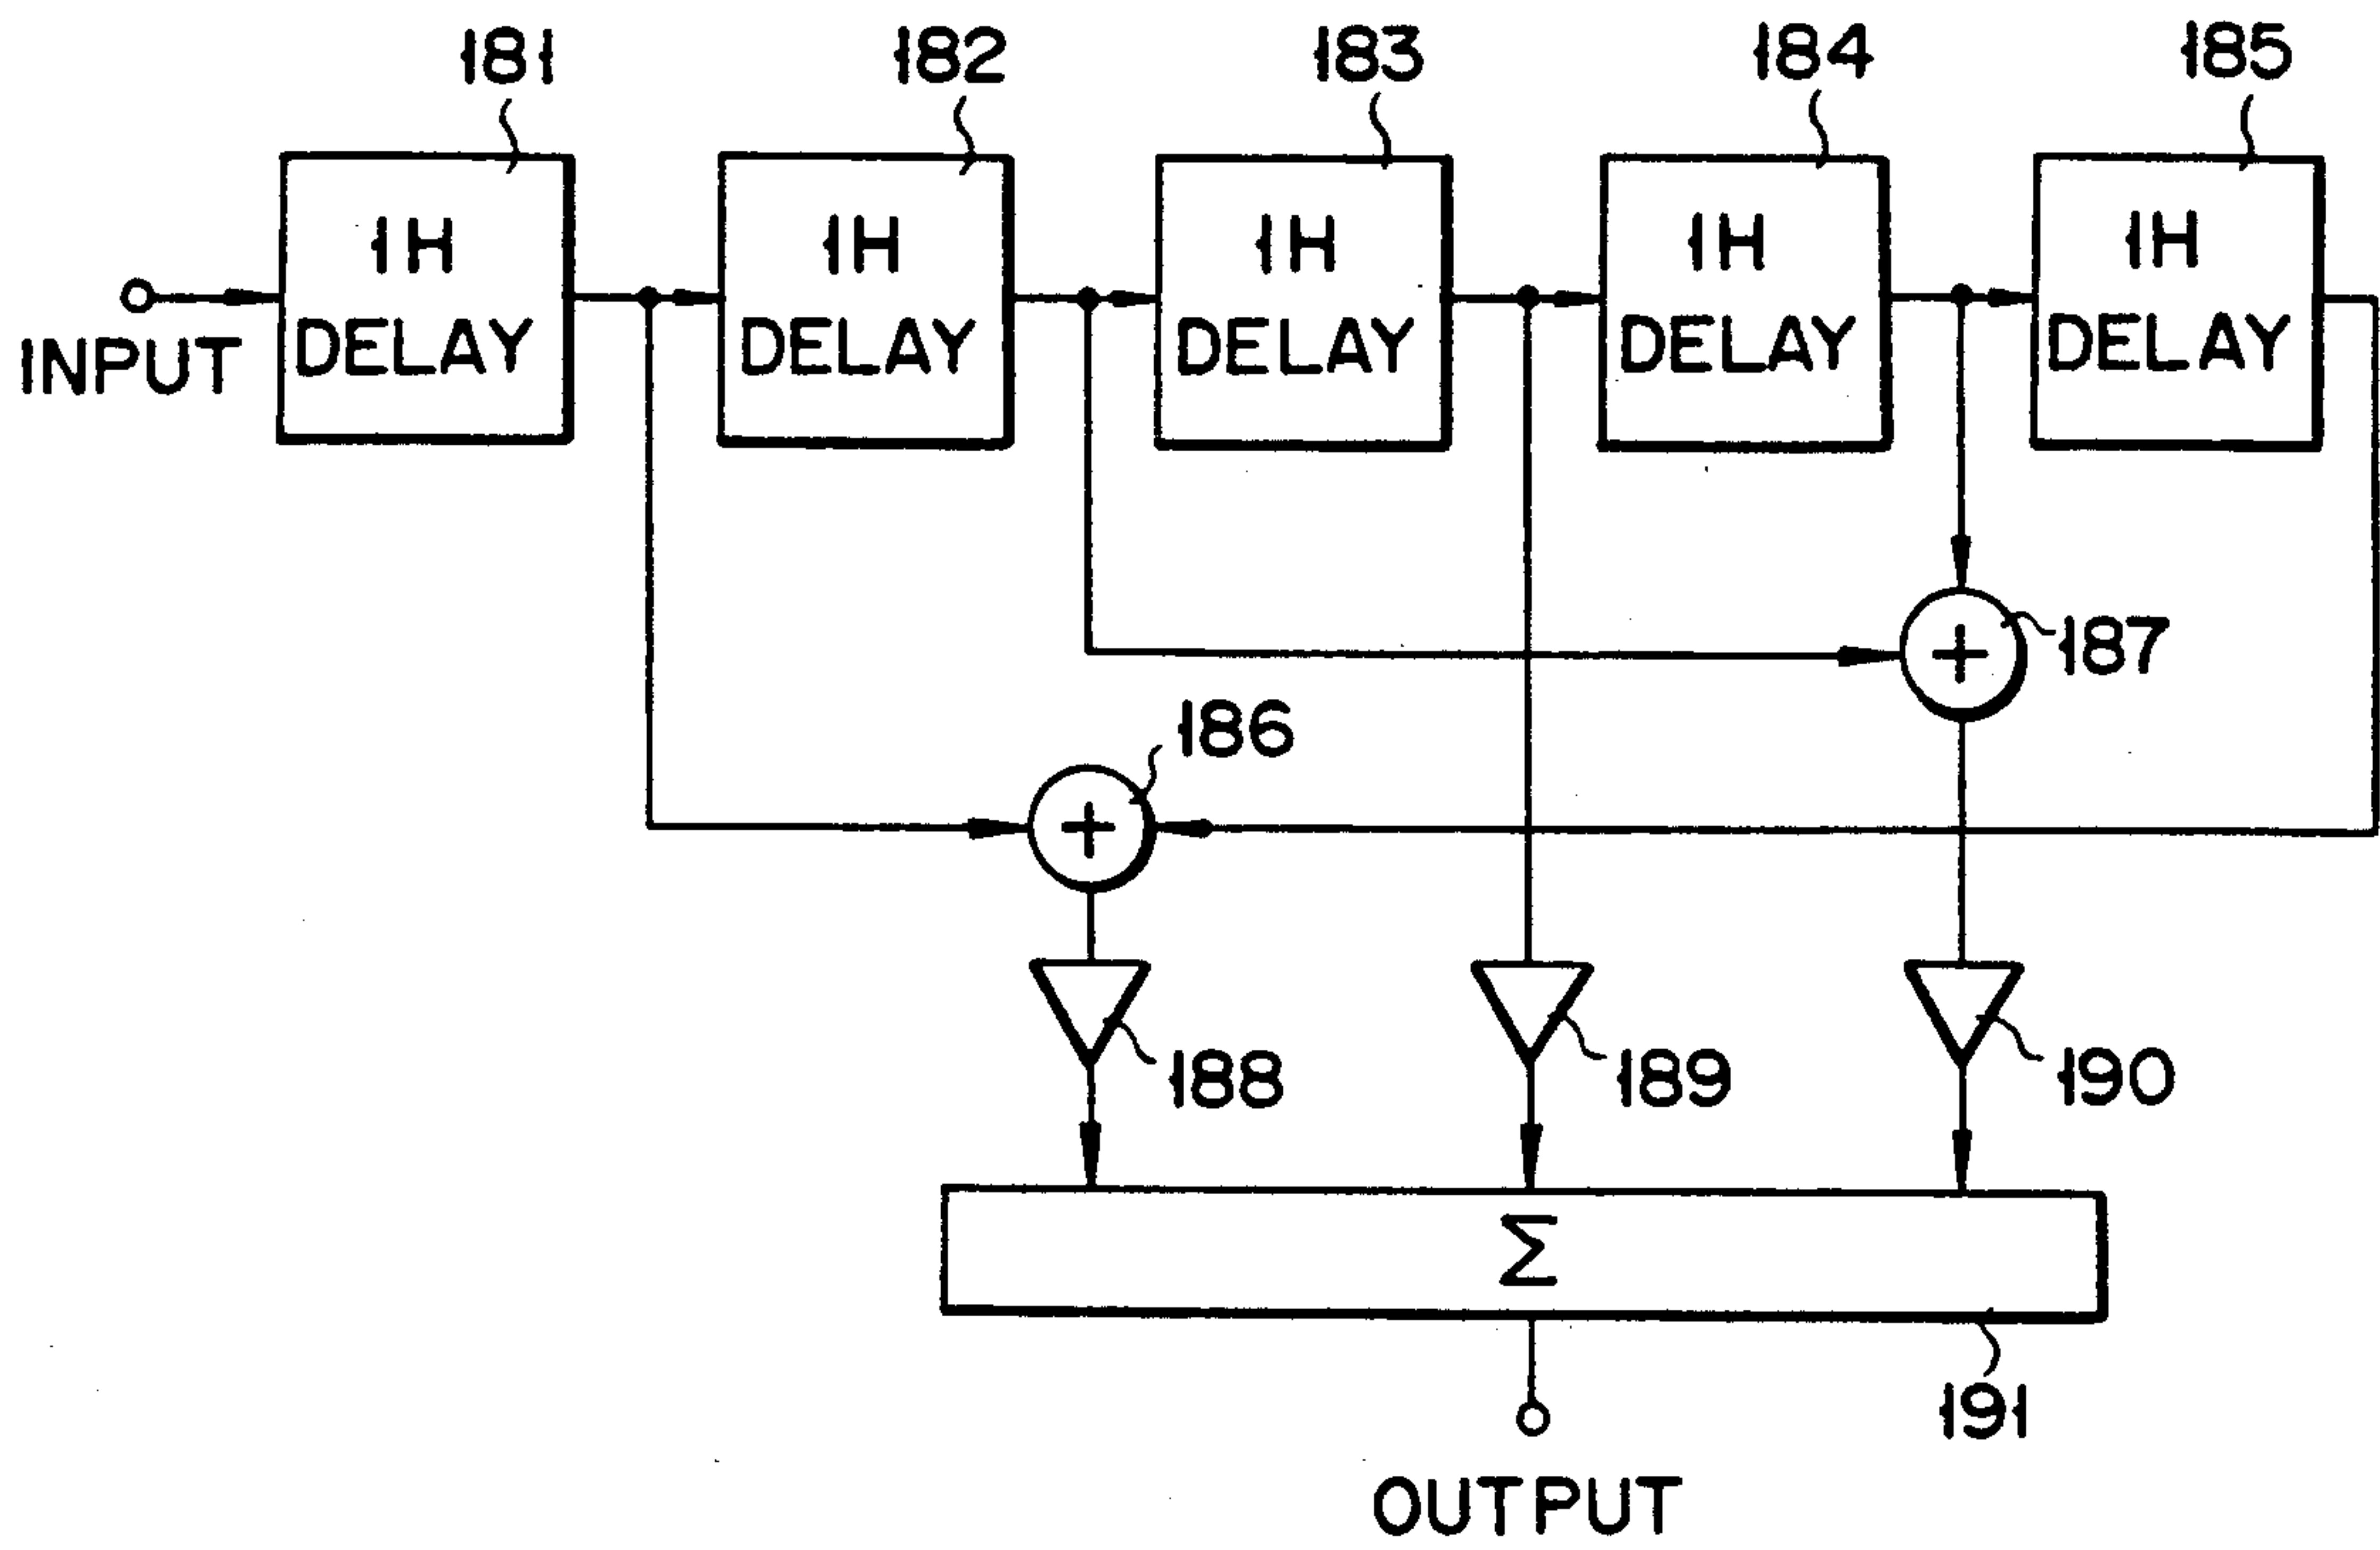 181 182 183 184 185
1H 1H 1H 1H 1H
DELAY DELAY DELAY DELAY DELAY
INPUT
+ 187
186
+
188 189 190
Σ
191
OUTPUT